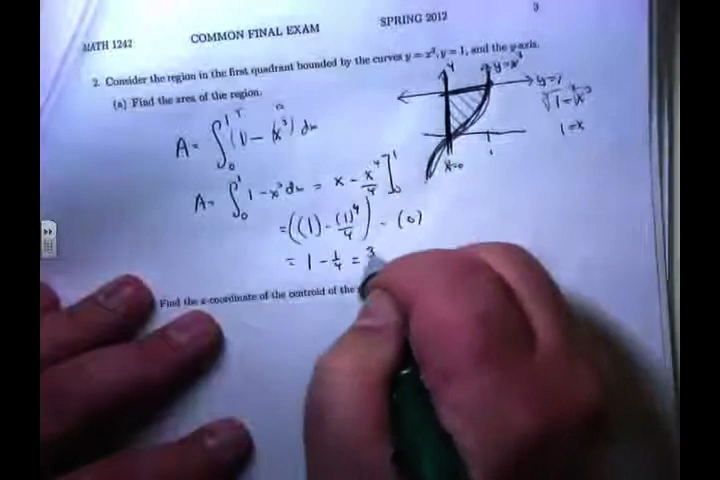 MATH 1242 COMMON FINAL EXAM SPRING 2012 3
2. Consider the region in the first quadrant bounded by the curves y = x³, y = 1, and the y-axis.
(a) Find the area of the region.
y y=x³
y=1
∛1 = ∛x³
1=x
x=0 1
T B
A = ∫₀¹ (1 - (x³)) dx
A = ∫₀¹ 1 - x³ dx = x - x⁴/4 ]₀¹
= ((1) - (1)⁴/4) - (0)
= 1 - 1/4 = 3
Find the x-coordinate of the centroid of the